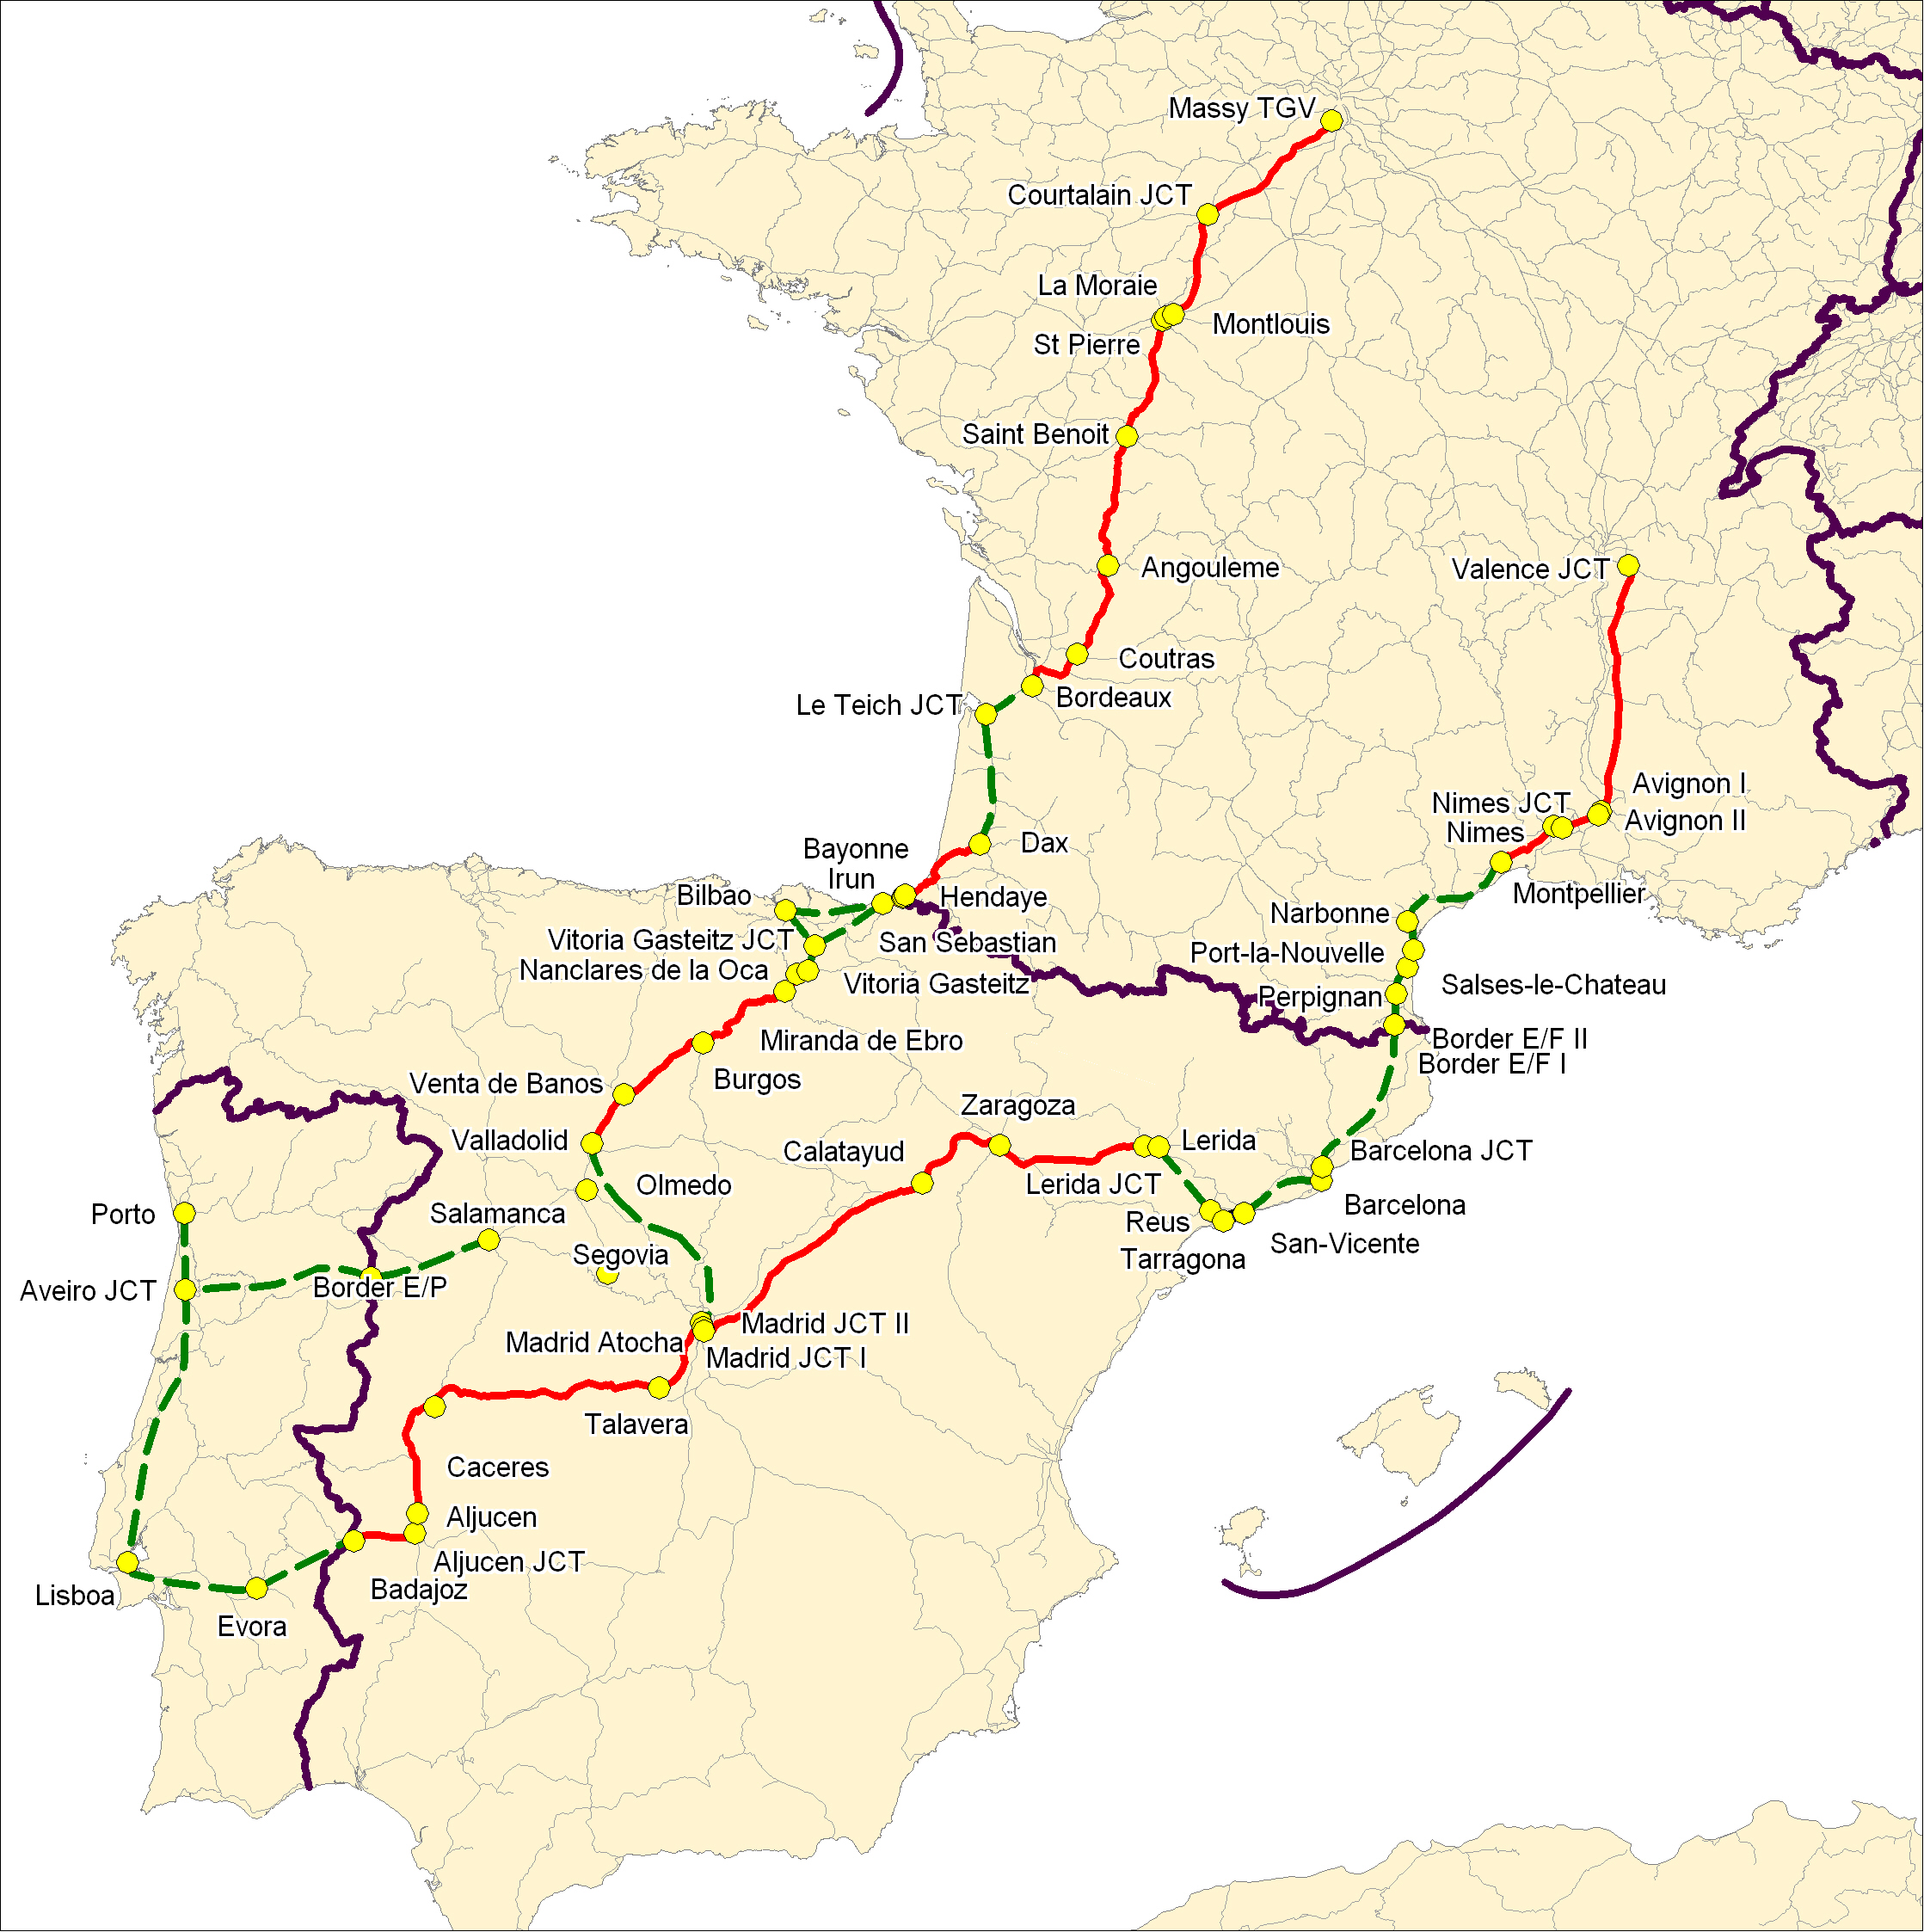 Massy TGV
Courtalain JCT
La Moraie
Montlouis
St Pierre
Saint Benoit
Angouleme
Valence JCT
Coutras
Bordeaux
Le Teich JCT
Avignon I
Nimes JCT
Avignon II
Nimes
Dax
Bayonne
Irun
Bilbao
Hendaye
Montpellier
Narbonne
Vitoria Gasteitz JCT
San Sebastian
Port-la-Nouvelle
Nanclares de la Oca
Vitoria Gasteitz
Salses-le-Chateau
Perpignan
Miranda de Ebro
Border E/F II
Border E/F I
Burgos
Venta de Banos
Zaragoza
Valladolid
Calatayud
Lerida
Barcelona JCT
Olmedo
Lerida JCT
Barcelona
Porto
Salamanca
Reus
San-Vicente
Tarragona
Segovia
Aveiro JCT
Border E/P
Madrid JCT II
Madrid Atocha
Madrid JCT I
Talavera
Caceres
Aljucen
Aljucen JCT
Badajoz
Lisboa
Evora